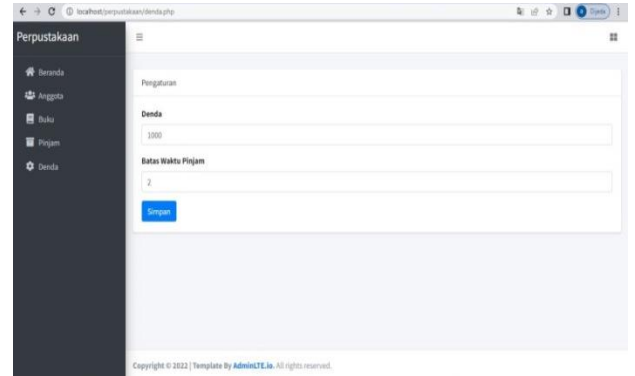 localhost/perpustakaan/denda.php
Dijeda
Perpustakaan
Beranda
Anggota
Buku
Pinjam
Denda
Pengaturan
Denda
1000
Batas Waktu Pinjam
2
Simpan
Copyright © 2022 | Template By AdminLTE.io. All rights reserved.